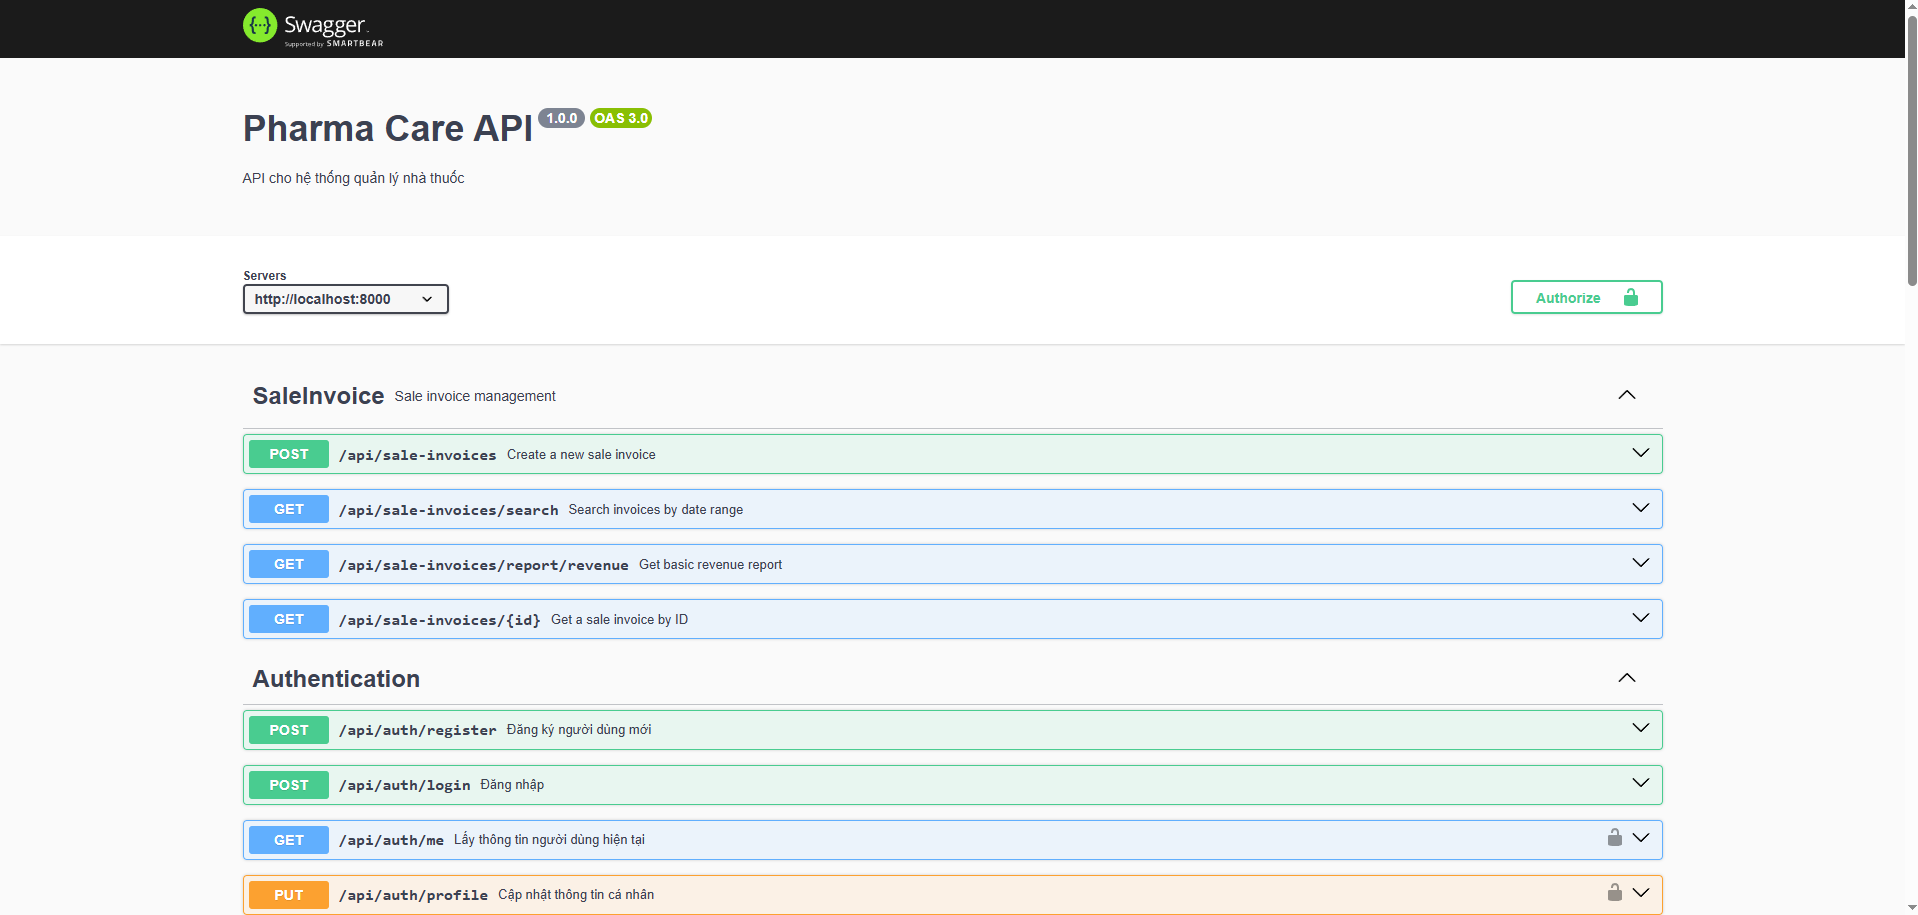 Swagger
Supported by SMARTBEAR
Pharma Care API 1.0.0 OAS 3.0
API cho hệ thống quản lý nhà thuốc
Servers
http://localhost:8000
Authorize
SaleInvoice Sale invoice management
POST /api/sale-invoices Create a new sale invoice
GET /api/sale-invoices/search Search invoices by date range
GET /api/sale-invoices/report/revenue Get basic revenue report
GET /api/sale-invoices/{id} Get a sale invoice by ID
Authentication
POST /api/auth/register Đăng ký người dùng mới
POST /api/auth/login Đăng nhập
GET /api/auth/me Lấy thông tin người dùng hiện tại
PUT /api/auth/profile Cập nhật thông tin cá nhân